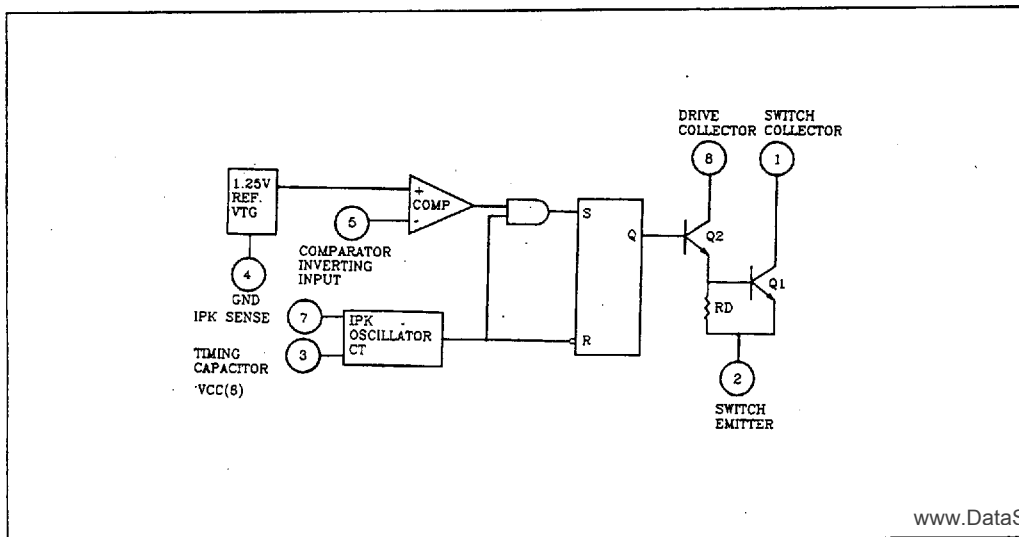 DRIVE
COLLECTOR
SWITCH
COLLECTOR
8
1
1.25V
REF.
VTG
+
COMP
-
5
COMPARATOR
INVERTING
INPUT
S
Q
R
Q2
Q1
RD
4
GND
IPK SENSE
7
IPK
OSCILLATOR
CT
TIMING
CAPACITOR
3
VCC(6)
2
SWITCH
EMITTER
www.DataS